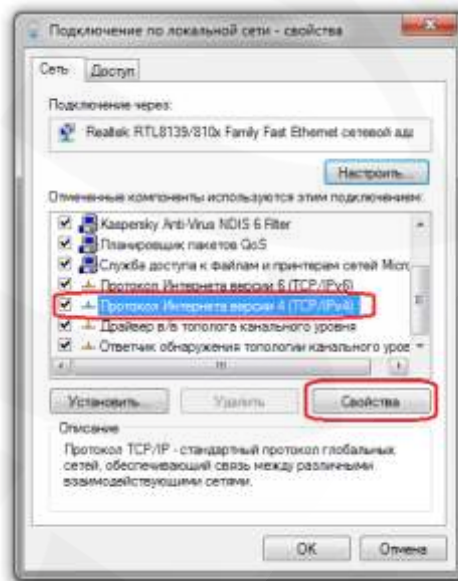 Подключение по локальной сети - свойства
Сеть
Доступ
Подключение через:
Realtek RTL8139/810x Family Fast Ethernet сетевой ада
Настроить...
Отмеченные компоненты используются этим подключением:
Kaspersky Anti-Virus NDIS 6 Filter
Планировщик пакетов QoS
Служба доступа к файлам и принтерам сетей Micro
Протокол Интернета версии 6 (TCP/IPv6)
Протокол Интернета версии 4 (TCP/IPv4)
Драйвер в/в тополога канального уровня
Ответчик обнаружения топологии канального уров
Установить...
Удалить
Свойства
Описание
Протокол TCP/IP - стандартный протокол глобальных
сетей, обеспечивающий связь между различными
взаимодействующими сетями.
OK
Отмена